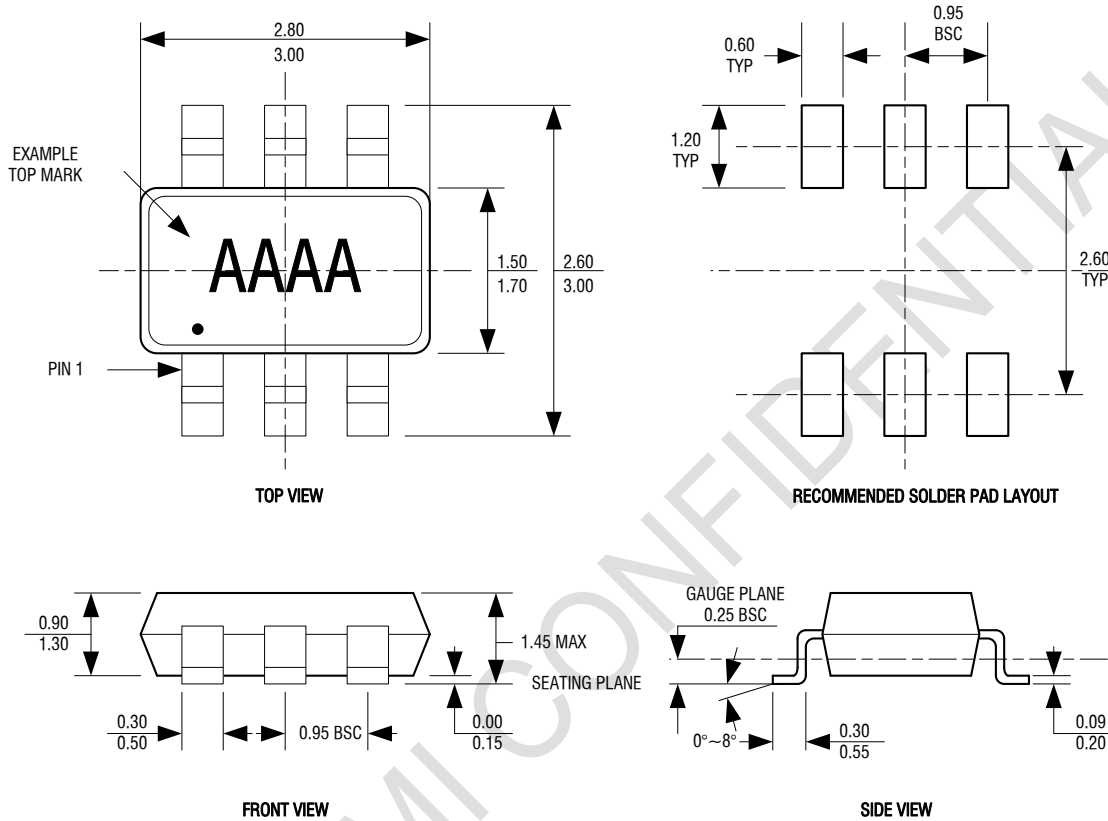 2.80
3.00
EXAMPLE
TOP MARK
AAAA
1.50
1.70
2.60
3.00
PIN 1
TOP VIEW
0.95
BSC
0.60
TYP
1.20
TYP
2.60
TYP
RECOMMENDED SOLDER PAD LAYOUT
0.90
1.30
1.45 MAX
SEATING PLANE
0.30
0.50
0.95 BSC
0.00
0.15
FRONT VIEW
GAUGE PLANE
0.25 BSC
0°~8°
0.30
0.55
0.09
0.20
SIDE VIEW
MI CONFIDENTIAL